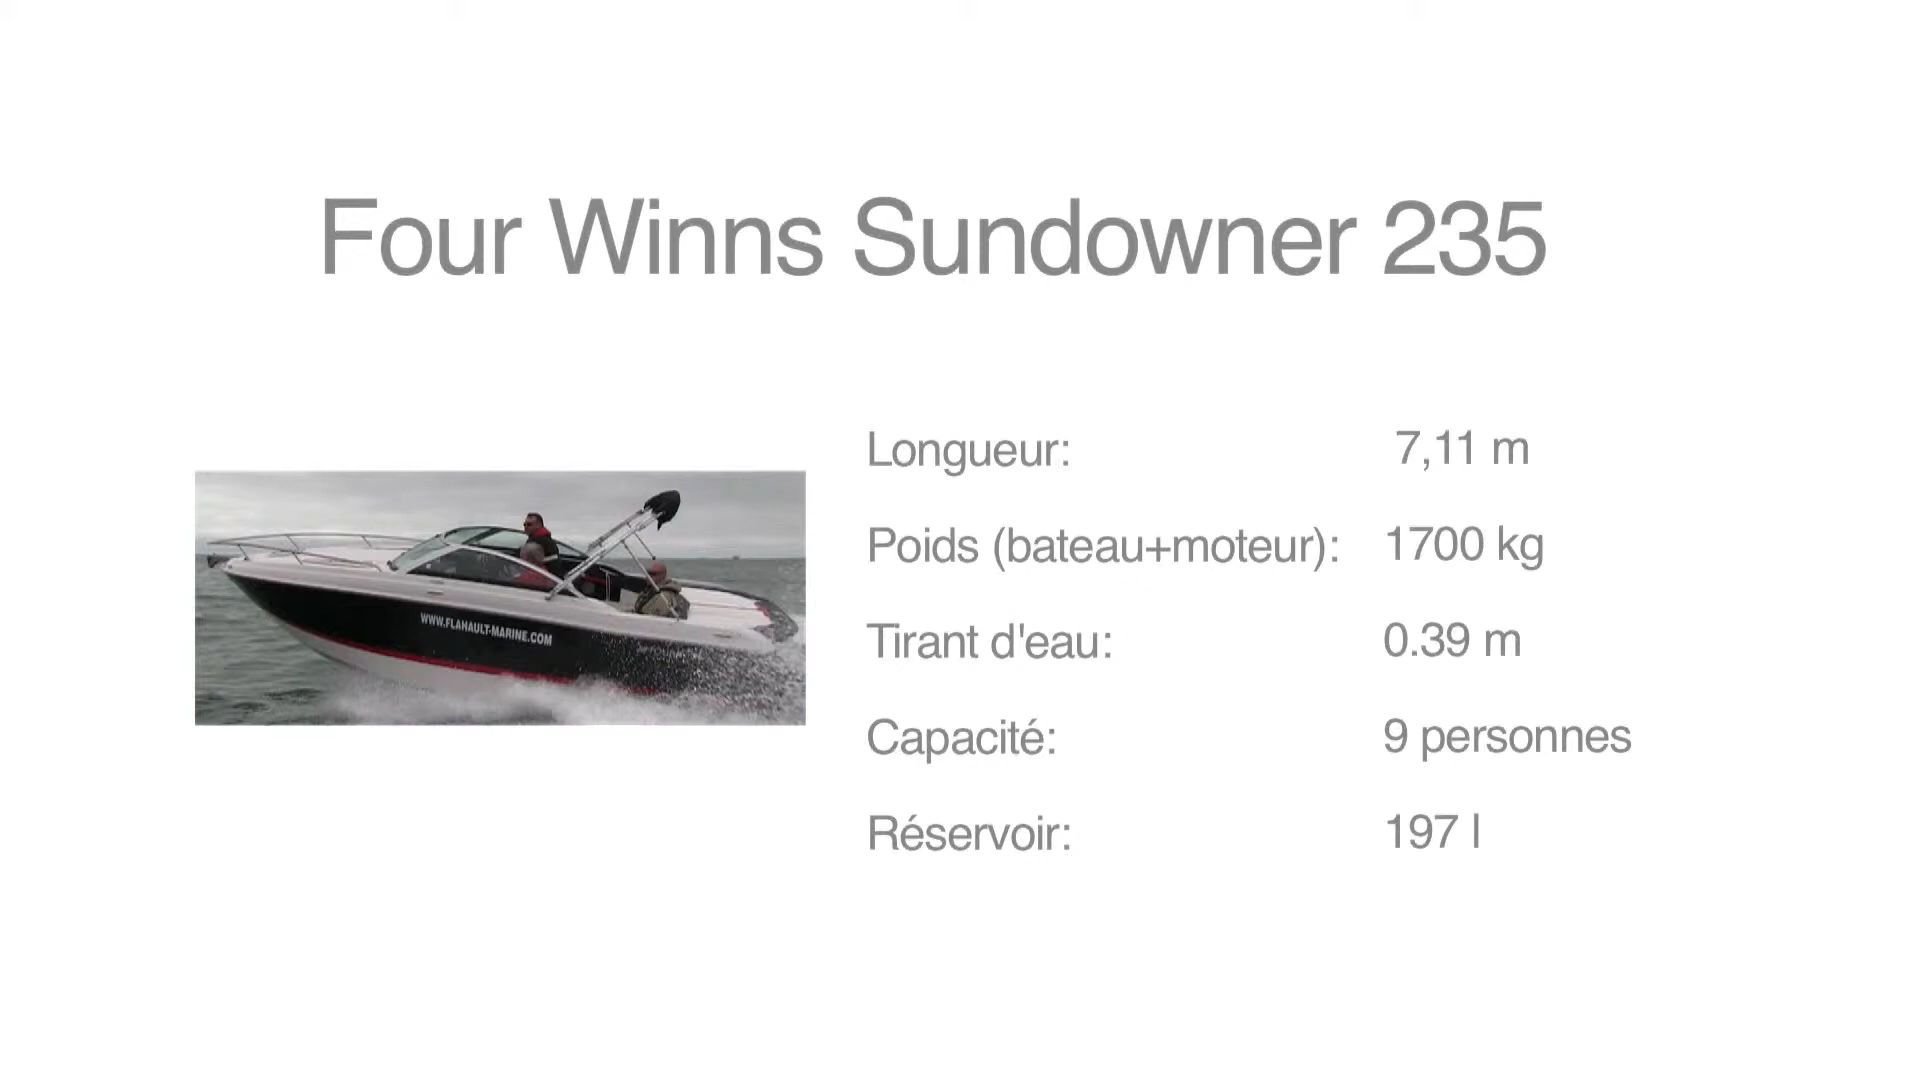 Four Winns Sundowner 235
Longueur: 7,11 m
Poids (bateau+moteur): 1700 kg
Tirant d'eau: 0.39 m
Capacité: 9 personnes
Réservoir: 197 l
WWW.FLAHAULT-MARINE.COM